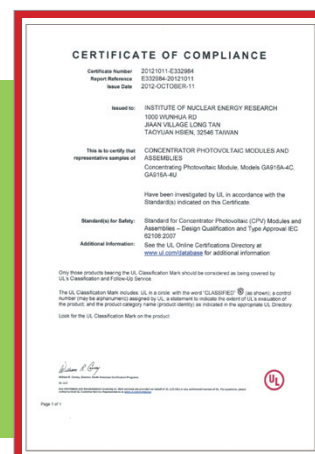 CERTIFICATE OF COMPLIANCE
Certificate Number 20121011-E332984
Report Reference E332984-20121011
Issue Date 2012-OCTOBER-11
Issued to: INSTITUTE OF NUCLEAR ENERGY RESEARCH
1000 WUNHUA RD
JIAAN VILLAGE LONG TAN
TAOYUAN HSIEN, 32546 TAIWAN
This is to certify that CONCENTRATOR PHOTOVOLTAIC MODULES AND
representative samples of ASSEMBLIES
Concentrating Photovoltaic Module, Models GA916A-4C,
GA916A-4U
Have been investigated by UL in accordance with the
Standard(s) indicated on this Certificate.
Standard(s) for Safety: Standard for Concentrator Photovoltaic (CPV) Modules and
Assemblies – Design Qualification and Type Approval IEC
62108:2007
Additional Information: See the UL Online Certifications Directory at
www.ul.com/database for additional information
Only those products bearing the UL Classification Mark should be considered as being covered by
UL's Classification and Follow-Up Service.
The UL Classification Mark includes: UL in a circle with the word "CLASSIFIED" (as shown); a control
number (may be alphanumeric) assigned by UL; a statement to indicate the extent of UL's evaluation of
the product; and the product category name (product identity) as indicated in the appropriate UL Directory.
Look for the UL Classification Mark on the product
UL
Page 1 of 1